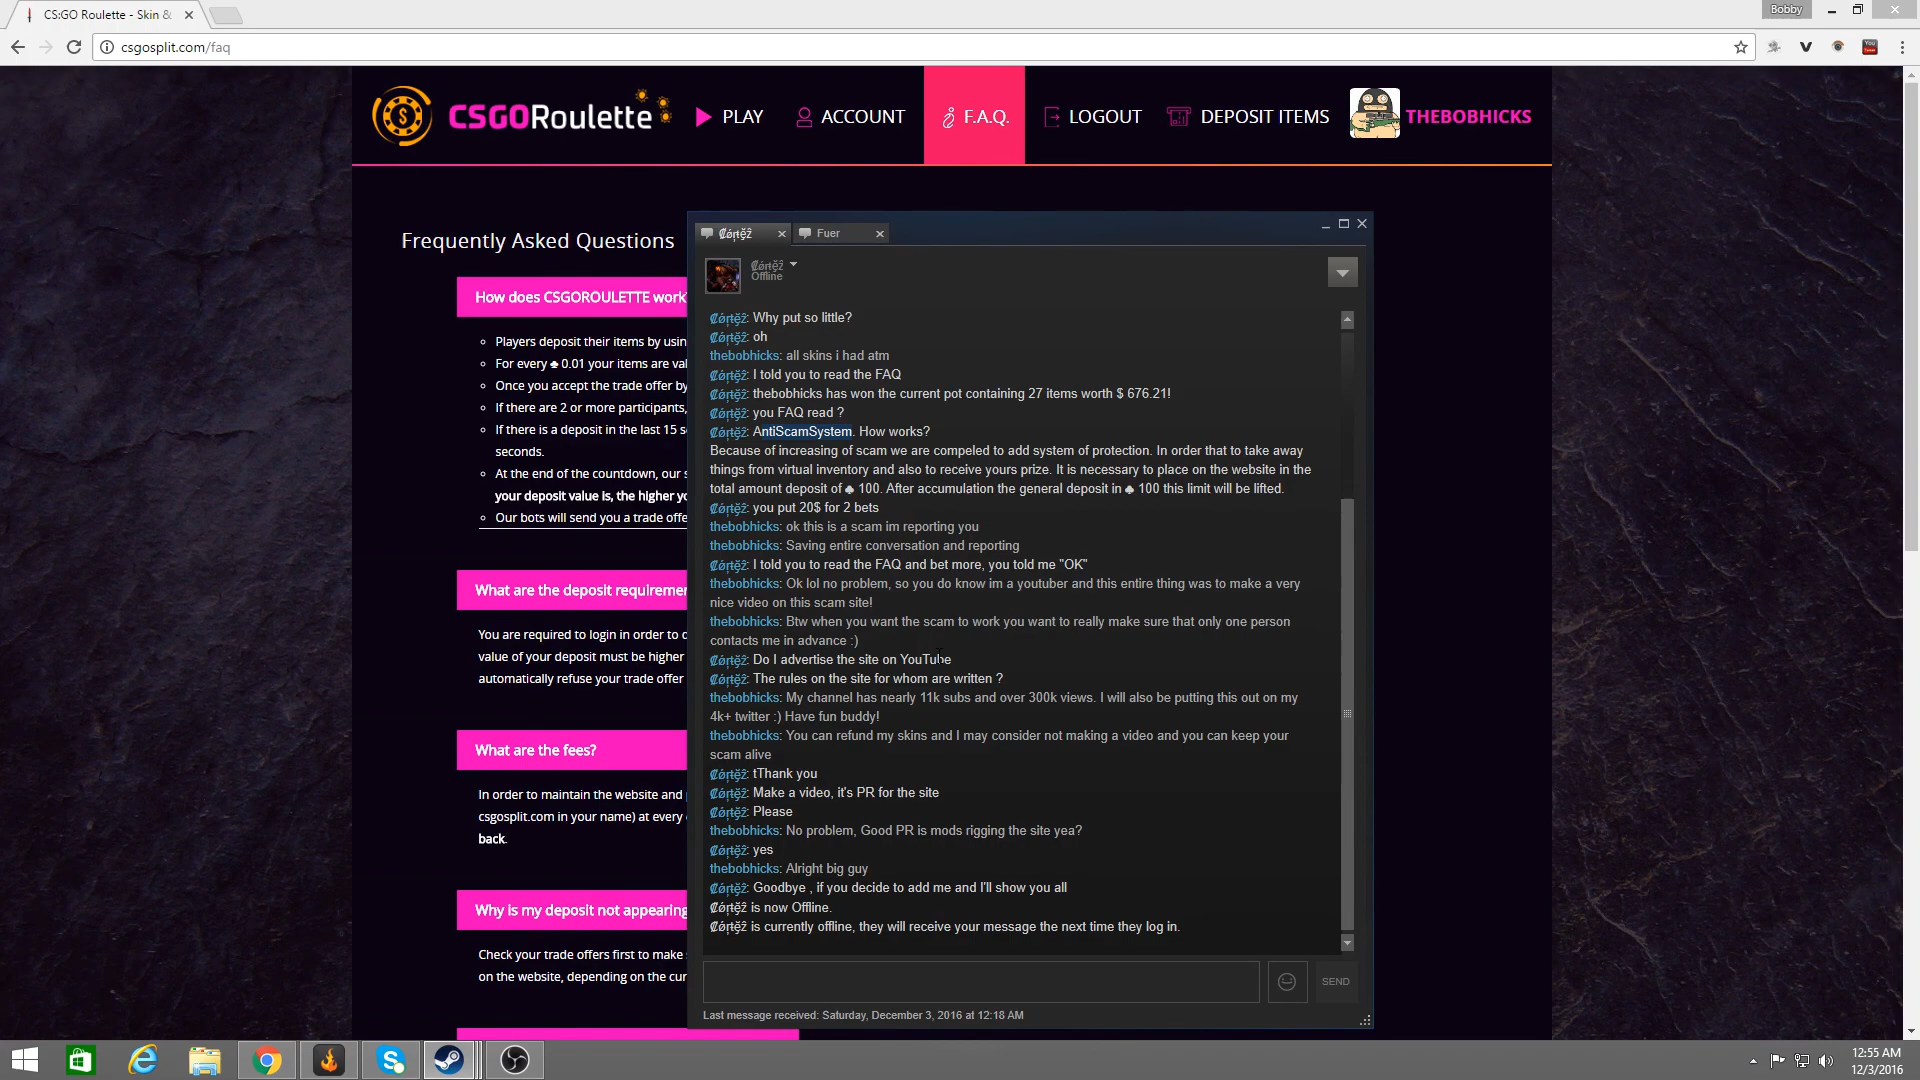 CS:GO Roulette - Skin &
Bobby
csgosplit.com/faq
CSGORoulette
PLAY
ACCOUNT
F.A.Q.
LOGOUT
DEPOSIT ITEMS
THEBOBHICKS
Frequently Asked Questions
How does CSGOROULETTE work
Players deposit their items by usin
For every ♣ 0.01 your items are val
Once you accept the trade offer by
If there are 2 or more participants,
If there is a deposit in the last 15 s
seconds.
At the end of the countdown, our s
your deposit value is, the higher yo
Our bots will send you a trade offe
What are the deposit requiremen
You are required to login in order to d
value of your deposit must be higher
automatically refuse your trade offer
What are the fees?
In order to maintain the website and
csgosplit.com in your name) at every
back.
Why is my deposit not appearing
Check your trade offers first to make
on the website, depending on the cur
Fuer
Offline
Why put so little?
oh
thebobhicks: all skins i had atm
I told you to read the FAQ
thebobhicks has won the current pot containing 27 items worth $ 676.21!
you FAQ read ?
AntiScamSystem. How works?
Because of increasing of scam we are compeled to add system of protection. In order that to take away
things from virtual inventory and also to receive yours prize. It is necessary to place on the website in the
total amount deposit of ♣ 100. After accumulation the general deposit in ♣ 100 this limit will be lifted.
you put 20$ for 2 bets
thebobhicks: ok this is a scam im reporting you
thebobhicks: Saving entire conversation and reporting
I told you to read the FAQ and bet more, you told me "OK"
thebobhicks: Ok lol no problem, so you do know im a youtuber and this entire thing was to make a very
nice video on this scam site!
thebobhicks: Btw when you want the scam to work you want to really make sure that only one person
contacts me in advance :)
Do I advertise the site on YouTube
The rules on the site for whom are written ?
thebobhicks: My channel has nearly 11k subs and over 300k views. I will also be putting this out on my
4k+ twitter :) Have fun buddy!
thebobhicks: You can refund my skins and I may consider not making a video and you can keep your
scam alive
tThank you
Make a video, it's PR for the site
Please
thebobhicks: No problem, Good PR is mods rigging the site yea?
yes
thebobhicks: Alright big guy
Goodbye , if you decide to add me and I'll show you all
is now Offline.
is currently offline, they will receive your message the next time they log in.
SEND
Last message received: Saturday, December 3, 2016 at 12:18 AM
12:55 AM
12/3/2016